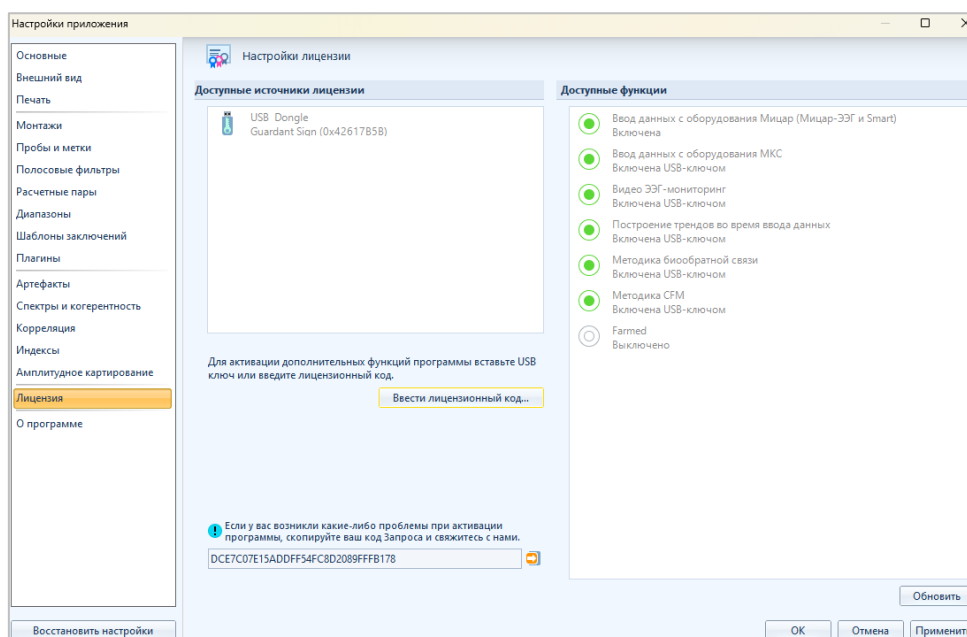 Настройки приложения
Основные
Внешний вид
Печать
Монтажи
Пробы и метки
Полосовые фильтры
Расчетные пары
Диапазоны
Шаблоны заключений
Плагины
Артефакты
Спектры и когерентность
Корреляция
Индексы
Амплитудное картирование
Лицензия
О программе
Восстановить настройки
Настройки лицензии
Доступные источники лицензии
USB Dongle
Guardant Sign (0x42617B5B)
Для активации дополнительных функций программы вставьте USB
ключ или введите лицензионный код.
Ввести лицензионный код...
Если у вас возникли какие-либо проблемы при активации
программы, скопируйте ваш код Запроса и свяжитесь с нами.
DCE7C07E15ADDFF54FC8D2089FFFB178
Доступные функции
Ввод данных с оборудования Мицар (Мицар-ЭЭГ и Smart)
Включена
Ввод данных с оборудования МКС
Включена USB-ключом
Видео ЭЭГ-мониторинг
Включена USB-ключом
Построение трендов во время ввода данных
Включена USB-ключом
Методика биообратной связи
Включена USB-ключом
Методика CFM
Включена USB-ключом
Farmed
Выключено
Обновить
ОК
Отмена
Применит